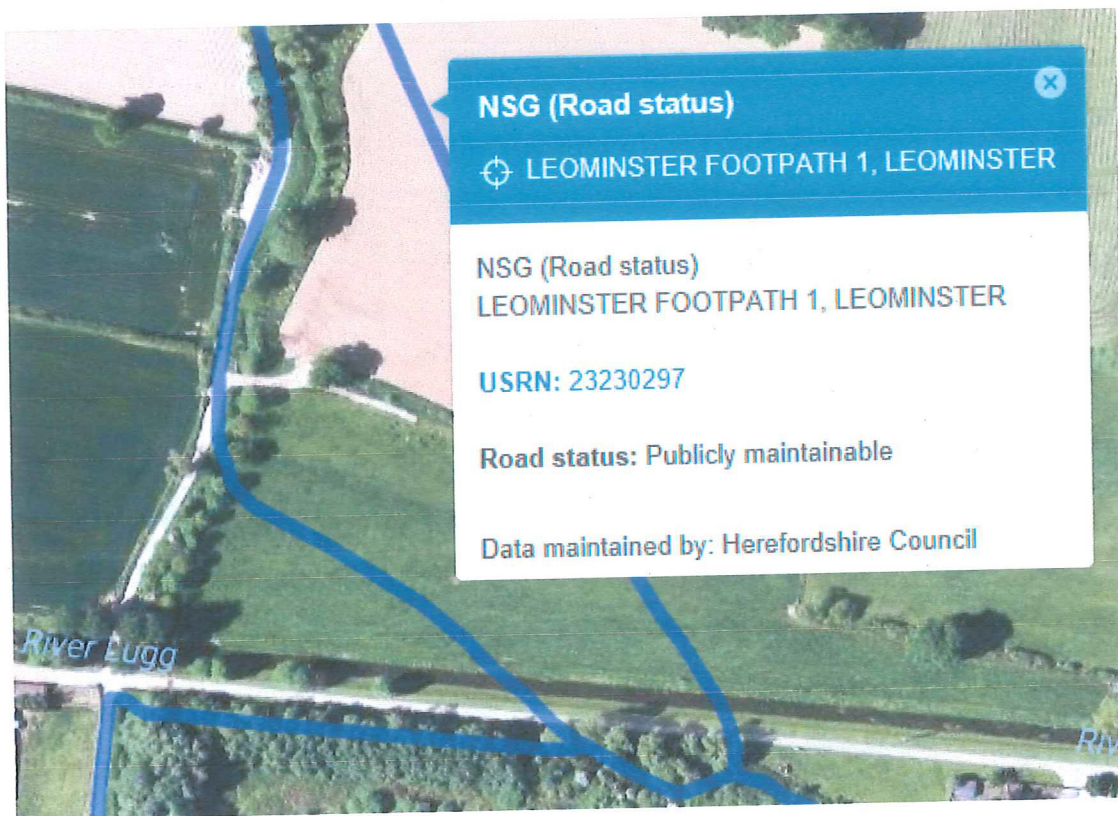 NSG (Road status)
LEOMINSTER FOOTPATH 1, LEOMINSTER
NSG (Road status)
LEOMINSTER FOOTPATH 1, LEOMINSTER
USRN: 23230297
Road status: Publicly maintainable
Data maintained by: Herefordshire Council
River Lugg
Riv